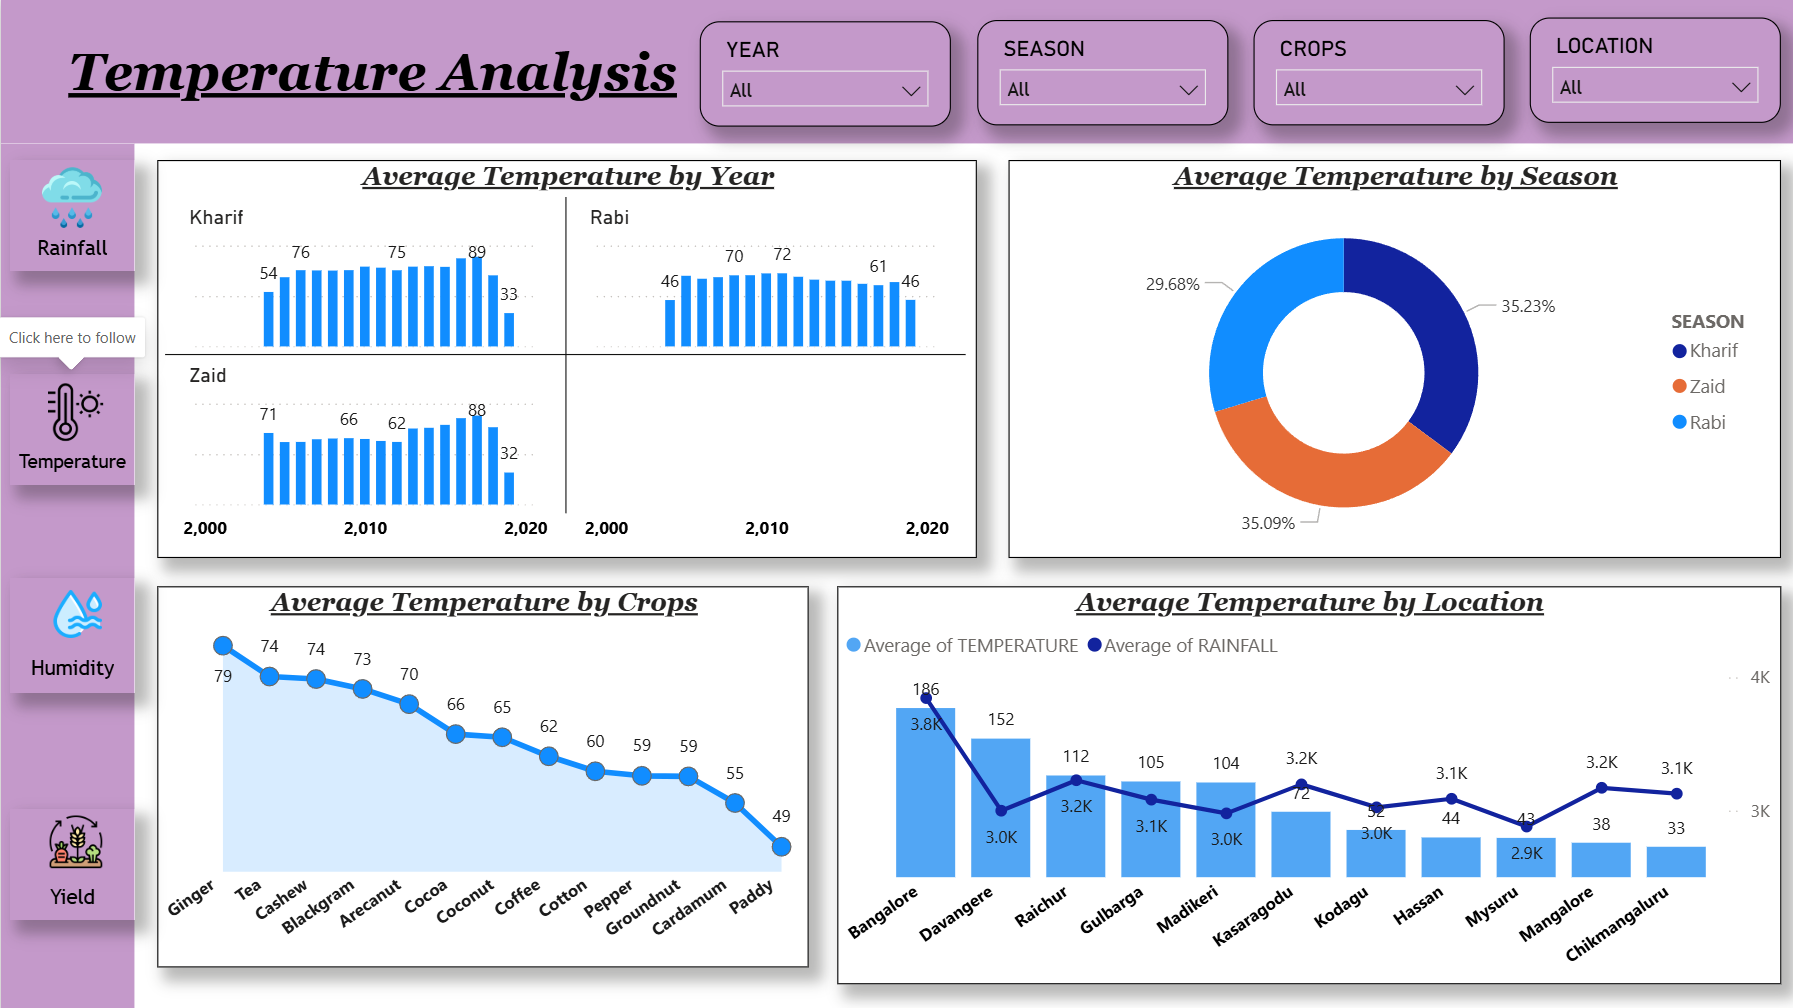 Temperature Analysis
YEAR
All
SEASON
All
CROPS
All
LOCATION
All
Rainfall
Click here to follow
Temperature
Humidity
Yield
Average Temperature by Year
Kharif
54
76
75
89
33
Rabi
46
70
72
61
46
Zaid
71
66
62
88
32
2,000
2,010
2,020
2,000
2,010
2,020
Average Temperature by Season
29.68%
35.23%
35.09%
SEASON
Kharif
Zaid
Rabi
Average Temperature by Crops
79
74
74
73
70
66
65
62
60
59
59
55
49
Ginger
Tea
Cashew
Blackgram
Arecanut
Cocoa
Coconut
Coffee
Cotton
Pepper
Groundnut
Cardamum
Paddy
Average Temperature by Location
Average of TEMPERATURE
Average of RAINFALL
4K
3K
186
152
112
105
104
72
52
44
43
38
33
3.8K
3.0K
3.2K
3.1K
3.0K
3.2K
3.0K
3.1K
2.9K
3.2K
3.1K
Bangalore
Davangere
Raichur
Gulbarga
Madikeri
Kasaragodu
Kodagu
Hassan
Mysuru
Mangalore
Chikmangaluru